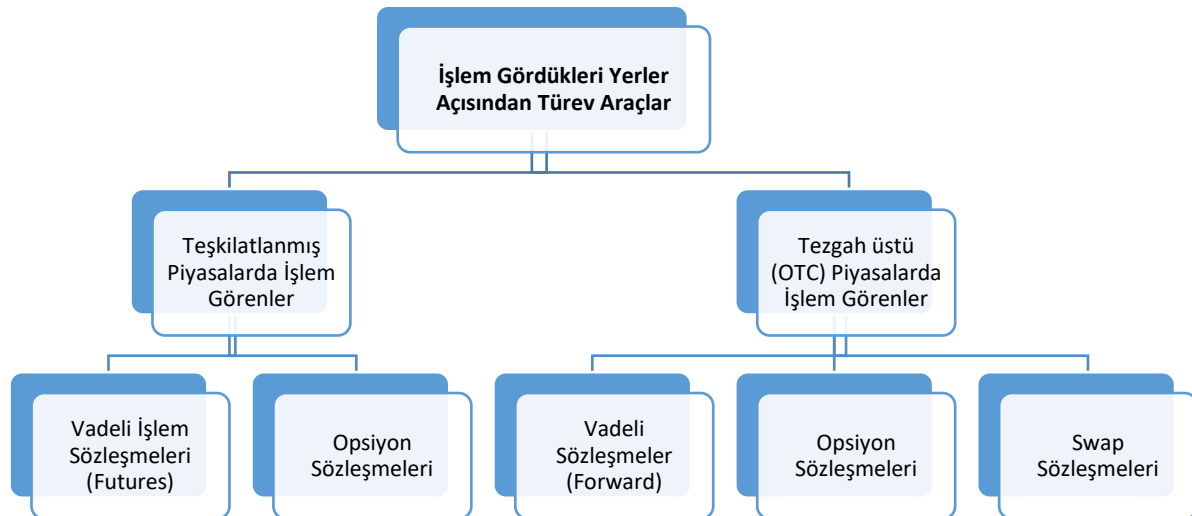 İşlem Gördükleri Yerler
Açısından Türev Araçlar
Teşkilatlanmış
Piyasalarda İşlem
Görenler
Tezgah üstü
(OTC) Piyasalarda
İşlem Görenler
Vadeli İşlem
Sözleşmeleri
(Futures)
Opsiyon
Sözleşmeleri
Vadeli
Sözleşmeler
(Forward)
Opsiyon
Sözleşmeleri
Swap
Sözleşmeleri